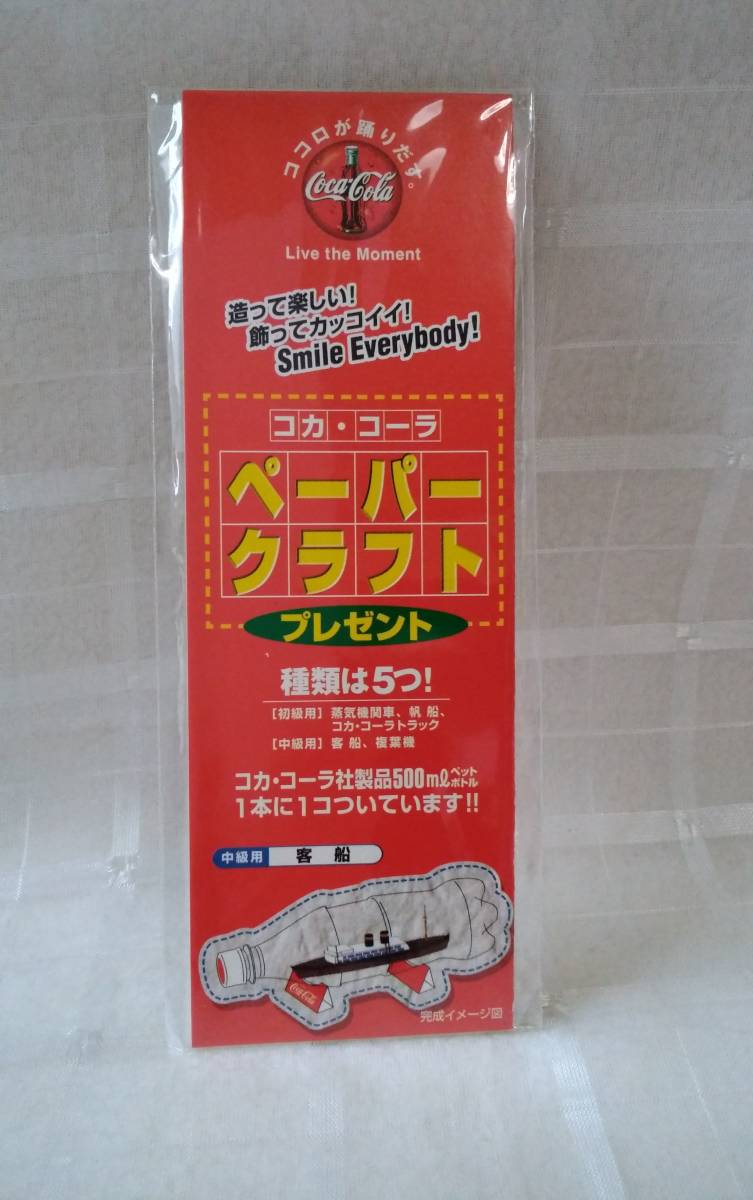 ココロが踊りだす。
Coca-Cola
Live the Moment
造って楽しい!
飾ってカッコイイ!
Smile Everybody!
コカ・コーラ
ペーパー
クラフト
プレゼント
種類は5つ!
[初級用] 蒸気機関車、帆船、
コカ・コーラトラック
[中級用] 客船、複葉機
コカ・コーラ社製品500mlペットボトル
1本に1コついています!!
中級用 客船
Coca-Cola
完成イメージ図